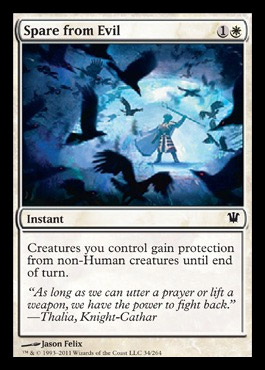 Spare from Evil 1
Instant
Creatures you control gain protection
from non-Human creatures until end
of turn.
“As long as we can utter a prayer or lift a
weapon, we have the power to fight back.”
—Thalia, Knight-Cathar
Jason Felix
™ & © 1993–2011 Wizards of the Coast LLC 34/264